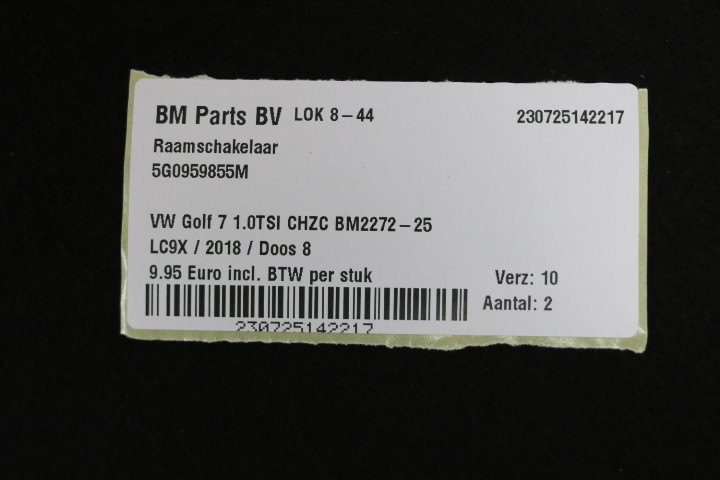 BM Parts BV LOK 8-44 230725142217
Raamschakelaar
5G0959855M
VW Golf 7 1.0TSI CHZC BM2272-25
LC9X / 2018 / Doos 8
9.95 Euro incl. BTW per stuk Verz: 10
Aantal: 2
230725142217